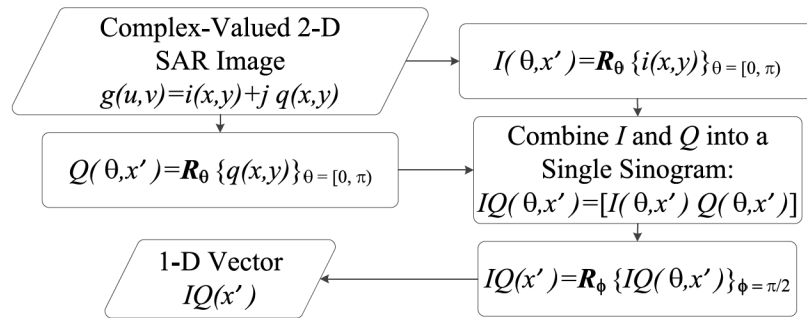 Complex-Valued 2-D
SAR Image
g(u,v)=i(x,y)+j q(x,y)
I(θ,x')=Rθ {i(x,y)}θ = [0, π)
Q(θ,x')=Rθ {q(x,y)}θ = [0, π)
Combine I and Q into a
Single Sinogram:
IQ(θ,x')=[I(θ,x') Q(θ,x')]
IQ(x')=Rϕ {IQ(θ,x')}ϕ = π/2
1-D Vector
IQ(x')